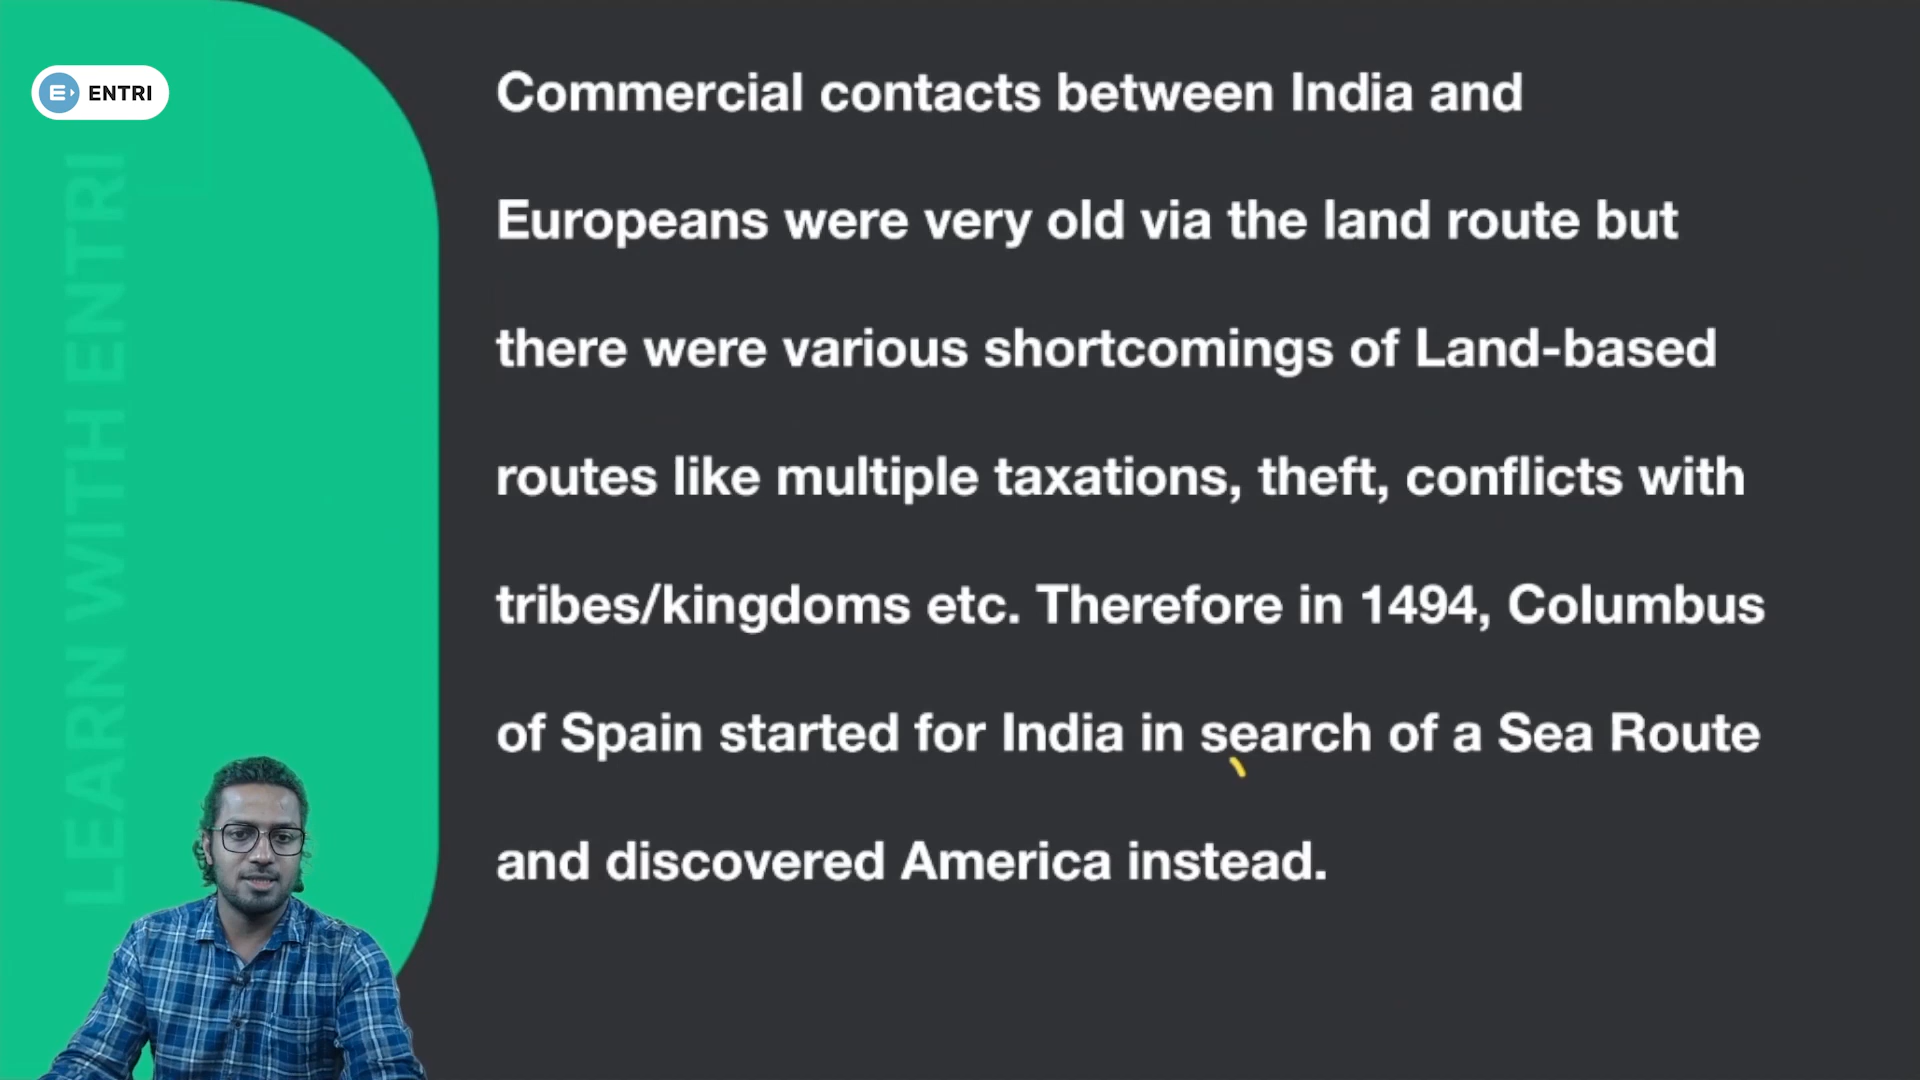 ENTRI
LEARN WITH ENTRI
Commercial contacts between India and
Europeans were very old via the land route but
there were various shortcomings of Land-based
routes like multiple taxations, theft, conflicts with
tribes/kingdoms etc. Therefore in 1494, Columbus
of Spain started for India in search of a Sea Route
and discovered America instead.